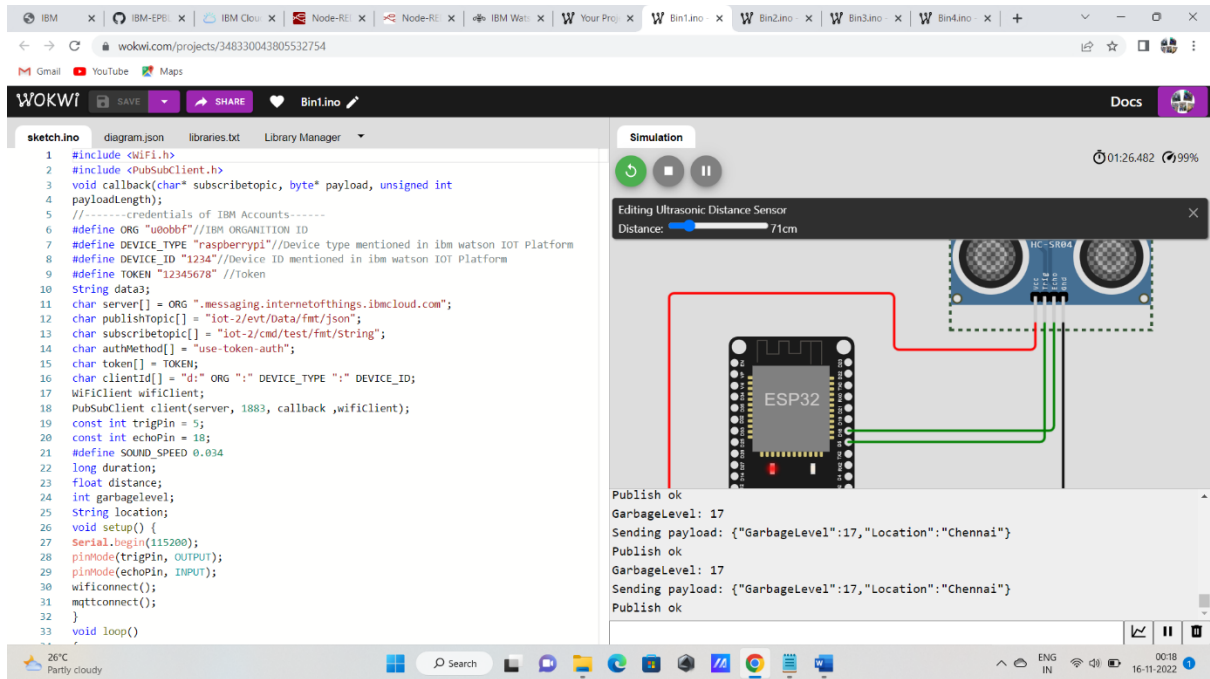 IBM
IBM-EPBL
IBM Clou
Node-RE
Node-RE
IBM Wats
Your Proj
Bin1.ino -
Bin2.ino -
Bin3.ino -
Bin4.ino -
wokwi.com/projects/348330043805532754
Gmail
YouTube
Maps
WOKWi
SAVE
SHARE
Bin1.ino
Docs
sketch.ino
diagram.json
libraries.txt
Library Manager
1 #include <WiFi.h>
2 #include <PubSubClient.h>
3 void callback(char* subscribetopic, byte* payload, unsigned int
4 payloadLength);
5 //-------credentials of IBM Accounts------
6 #define ORG "u0obbf"//IBM ORGANITION ID
7 #define DEVICE_TYPE "raspberrypi"//Device type mentioned in ibm watson IOT Platform
8 #define DEVICE_ID "1234"//Device ID mentioned in ibm watson IOT Platform
9 #define TOKEN "12345678" //Token
10 String data3;
11 char server[] = ORG ".messaging.internetofthings.ibmcloud.com";
12 char publishTopic[] = "iot-2/evt/Data/fmt/json";
13 char subscribetopic[] = "iot-2/cmd/test/fmt/String";
14 char authMethod[] = "use-token-auth";
15 char token[] = TOKEN;
16 char clientId[] = "d:" ORG ":" DEVICE_TYPE ":" DEVICE_ID;
17 WiFiClient wifiClient;
18 PubSubClient client(server, 1883, callback ,wifiClient);
19 const int trigPin = 5;
20 const int echoPin = 18;
21 #define SOUND_SPEED 0.034
22 long duration;
23 float distance;
24 int garbagelevel;
25 String location;
26 void setup() {
27 Serial.begin(115200);
28 pinMode(trigPin, OUTPUT);
29 pinMode(echoPin, INPUT);
30 wificonnect();
31 mqttconnect();
32 }
33 void loop()
Simulation
01:26.482 99%
Editing Ultrasonic Distance Sensor
Distance: 71cm
HC-SR04
Vcc
Trig
Echo
Gnd
ESP32
Publish ok
GarbageLevel: 17
Sending payload: {"GarbageLevel":17,"Location":"Chennai"}
Publish ok
GarbageLevel: 17
Sending payload: {"GarbageLevel":17,"Location":"Chennai"}
Publish ok
26°C
Partly cloudy
Search
ENG
IN
00:18
16-11-2022
1